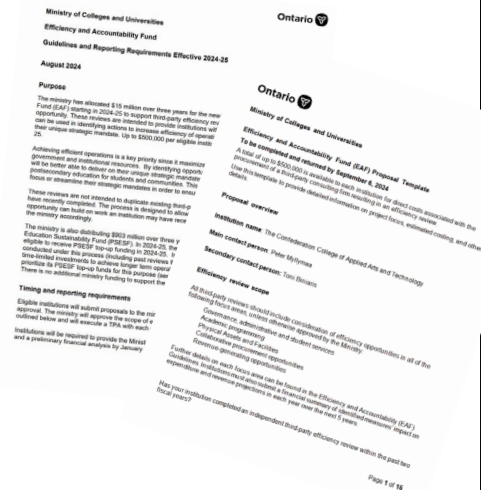 Ministry of Colleges and Universities
Efficiency and Accountability Fund
Guidelines and Reporting Requirements Effective 2024-25
August 2024
Purpose
The ministry has allocated $15 million over three years for the new
Fund (EAF) starting in 2024-25 to support third-party efficiency rev
opportunity. These reviews are intended to provide institutions wit
can be used in identifying actions to increase efficiency of operati
their unique strategic mandate. Up to $500,000 per eligible instit
25.
Achieving efficient operations is a key priority since it maximize
government and institutional resources. By identifying opportu
will be better able to deliver on their unique strategic mandate
postsecondary education for students and communities. This
focus or streamline their strategic mandates in order to ensu
These reviews are not intended to duplicate existing third-p
have recently completed. The process is designed to allow
opportunity can build on work an institution may have rece
the ministry accordingly.
The ministry is also distributing $903 million over three y
Education Sustainability Fund (PSESF). In 2024-25, the
eligible to receive PSESF top-up funding in 2024-25. I
conducted under this process (including past reviews f
time-limited investments to achieve longer term operat
prioritize its PSESF top-up funds for this purpose (ser
There is no additional ministry funding to support the
Timing and reporting requirements
Eligible institutions will submit proposals to the mir
approval. The ministry will approve the scope of e
outlined below and will execute a TPA with each
Institutions will be required to provide the Minist
and a preliminary financial analysis by January
Ontario
Ontario
Ministry of Colleges and Universities
Efficiency and Accountability Fund (EAF) Proposal Template
To be completed and returned by September 6, 2024
A total of up to $500,000 is available to each institution for direct costs associated with the
procurement of a third-party consulting firm resulting in an efficiency review
Use this template to provide detailed information on project focus, estimated costing, and other
details.
Proposal overview
Institution name: The Confederation College of Applied Arts and Technology
Main contact person: Peter Myllymaa
Secondary contact person: Tom
Efficiency review scope
All third-party reviews should include consideration of efficiency opportunities in all of the
following focus areas, unless otherwise approved by the Ministry:
Governance, administrative and student services
Academic programming
Physical Assets and Facilities
Collaborative procurement opportunities
Revenue generating opportunities
Further details on each focus area can be found in the Efficiency and Accountability (EAF)
Guidelines. Institutions must also submit a financial summary of identified measures' impact on
expenditure and revenue projections in each year over the next 5 years.
Has your institution completed an independent third-party efficiency review within the past two
fiscal years?
Page 1 of 16